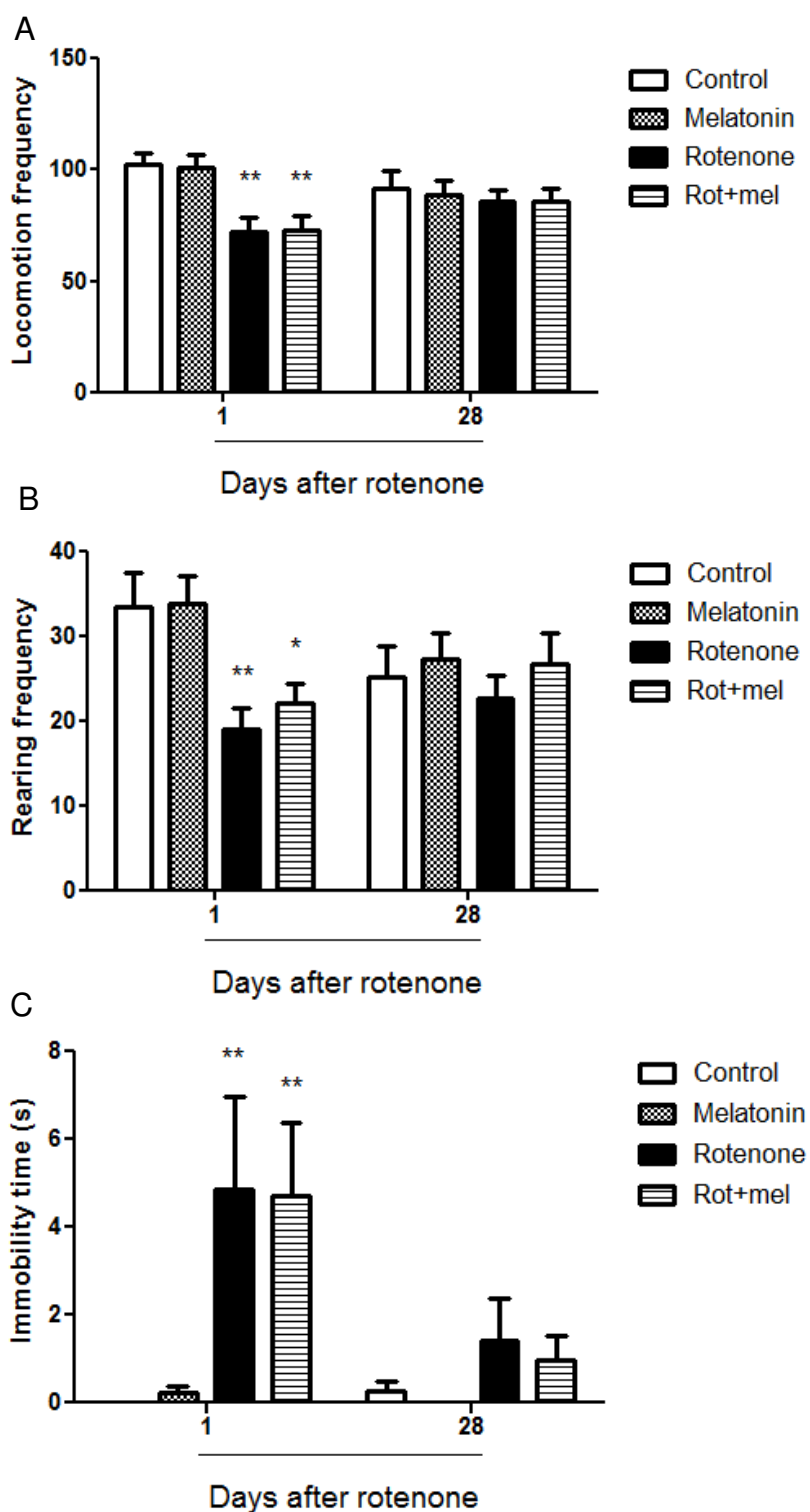 A
150
100
50
0
Locomotion frequency
** **
1 28
Days after rotenone
Control
Melatonin
Rotenone
Rot+mel
B
40
30
20
10
0
Rearing frequency
** *
1 28
Days after rotenone
Control
Melatonin
Rotenone
Rot+mel
C
8
6
4
2
0
Immobility time (s)
** **
1 28
Days after rotenone
Control
Melatonin
Rotenone
Rot+mel